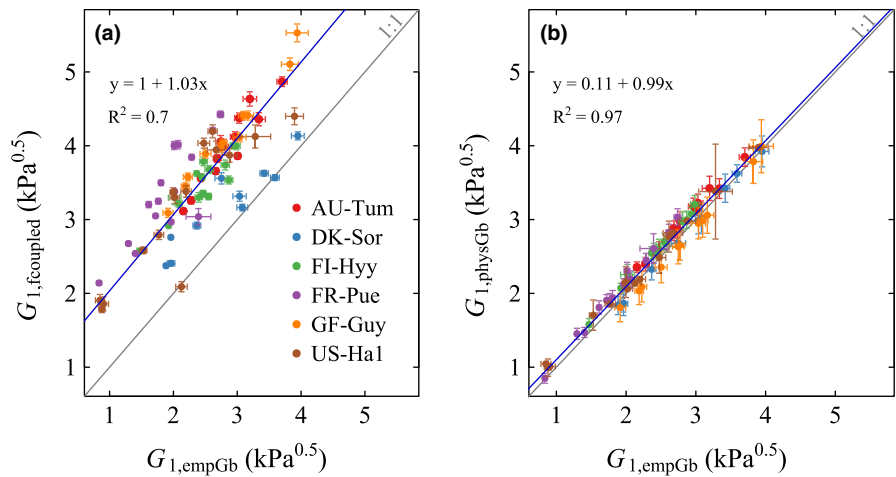 (a)
1:1
y = 1 + 1.03x
R² = 0.7
5
4
3
2
1
G₁,fcoupled (kPa⁰·⁵)
AU-Tum
DK-Sor
FI-Hyy
FR-Pue
GF-Guy
US-Ha1
1 2 3 4 5
G₁,empGb (kPa⁰·⁵)
(b)
1:1
y = 0.11 + 0.99x
R² = 0.97
5
4
3
2
1
G₁,physGb (kPa⁰·⁵)
1 2 3 4 5
G₁,empGb (kPa⁰·⁵)